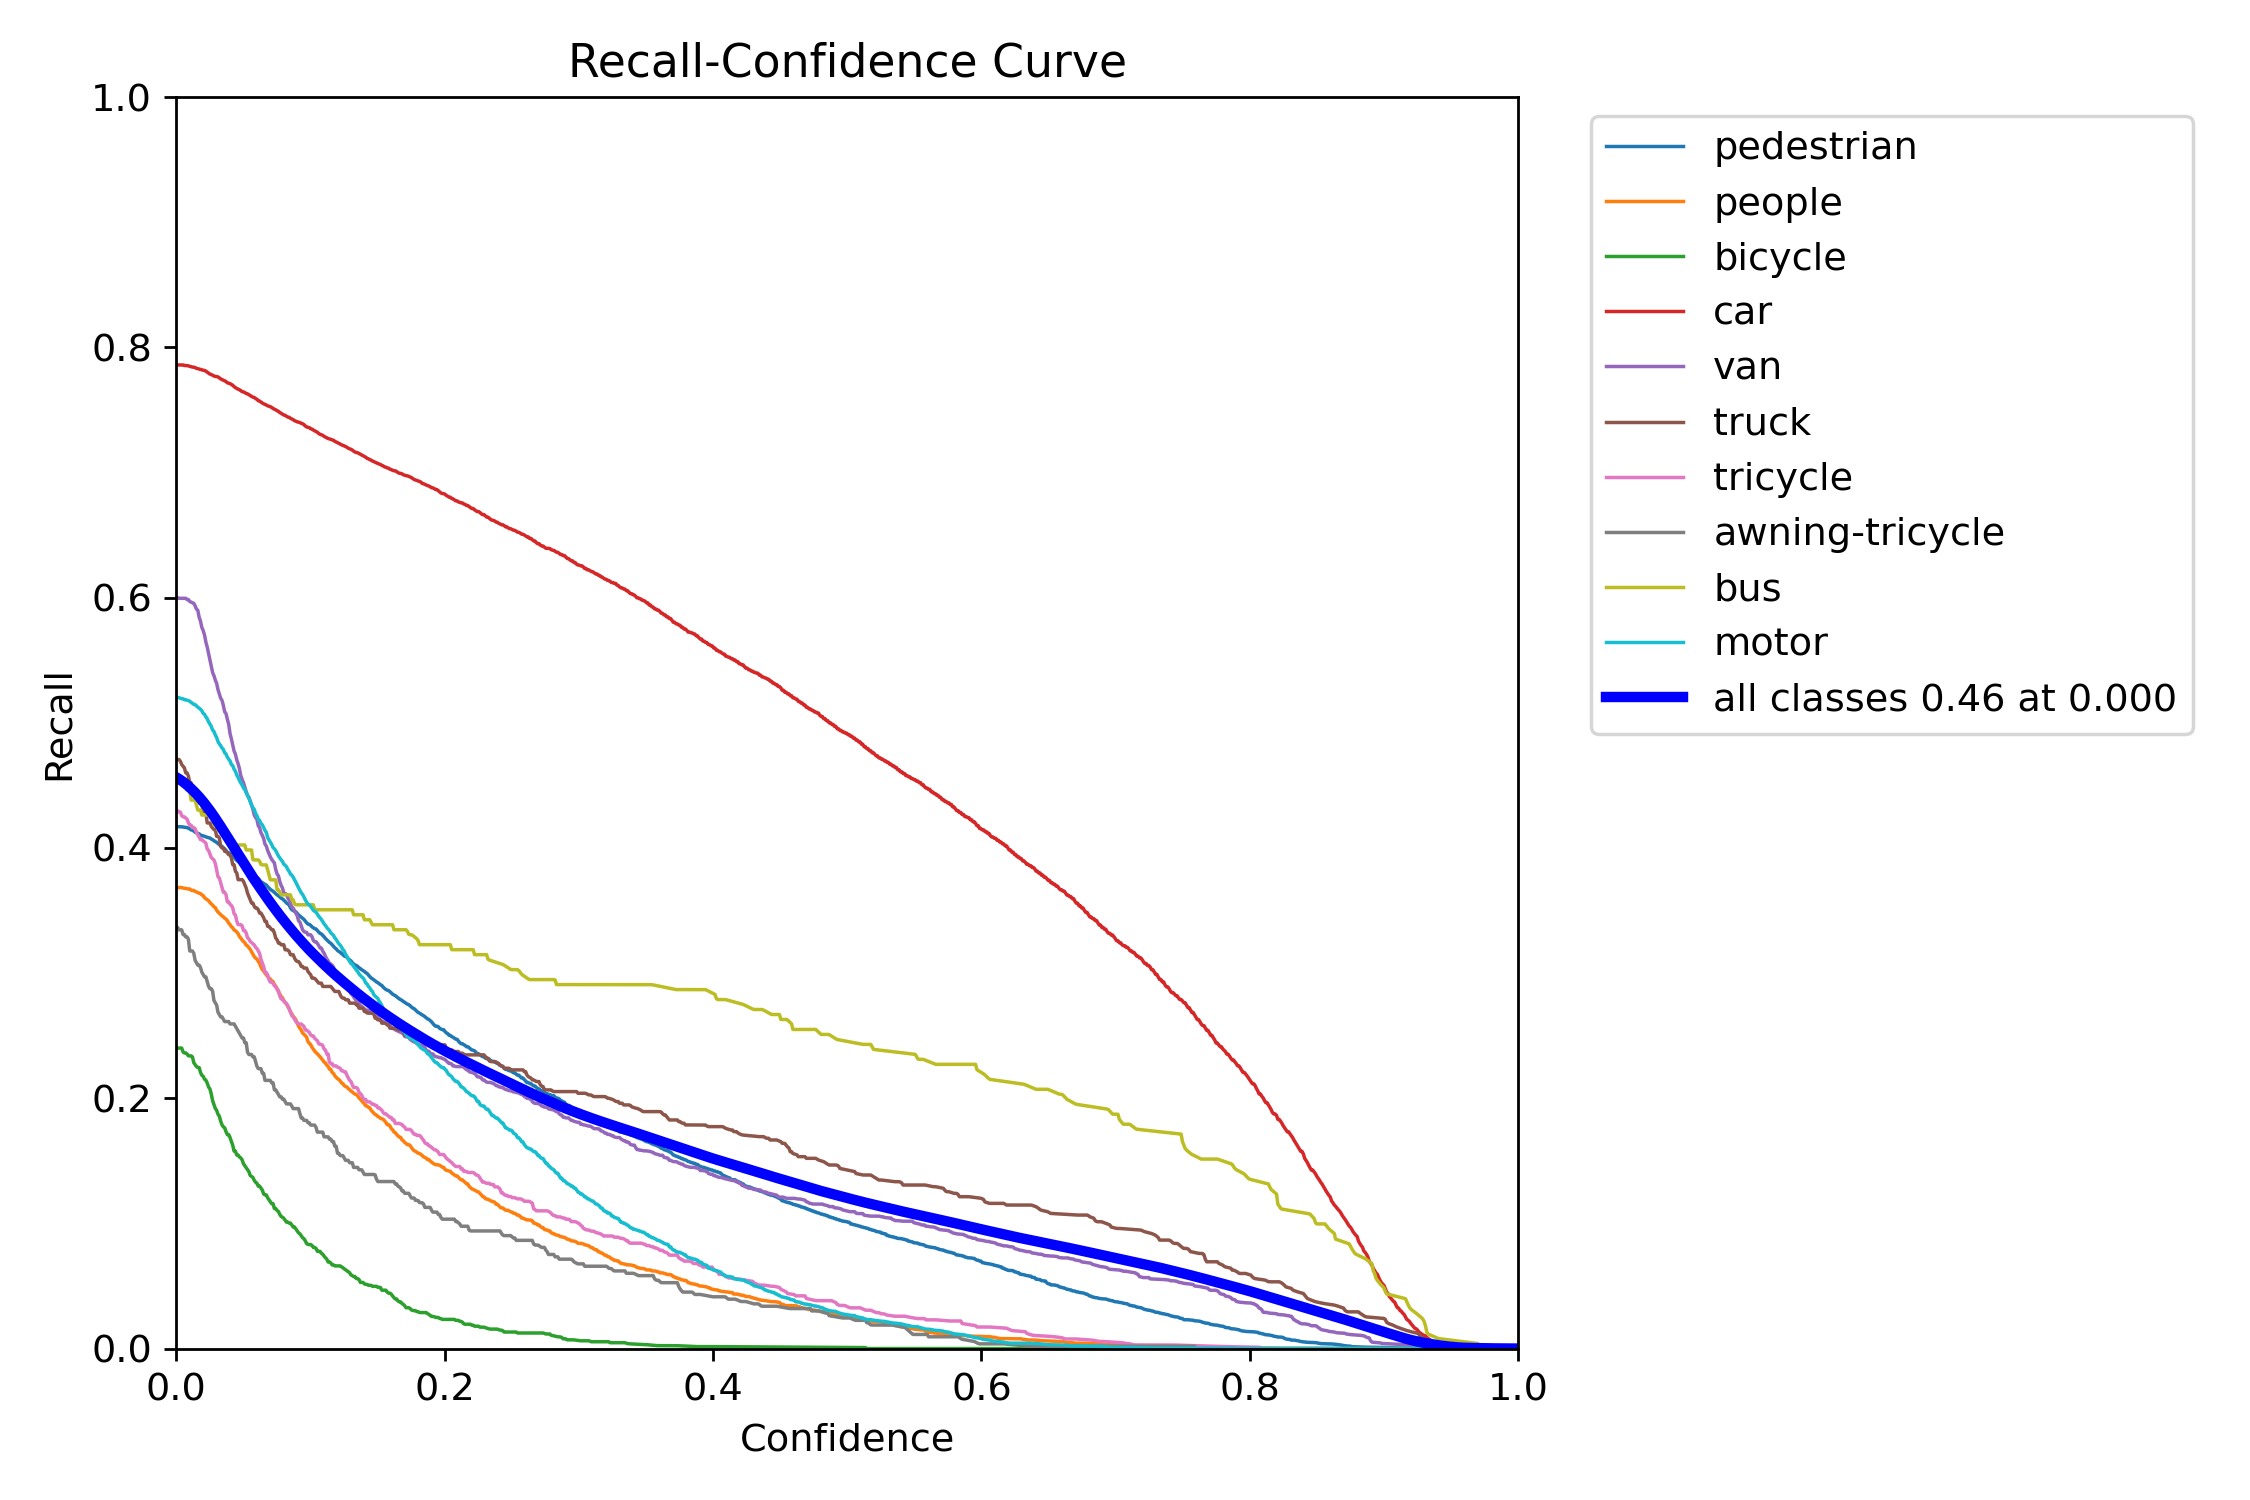 Recall-Confidence Curve
1.0
0.8
0.6
0.4
0.2
0.0
Recall
0.0 0.2 0.4 0.6 0.8 1.0
Confidence
pedestrian
people
bicycle
car
van
truck
tricycle
awning-tricycle
bus
motor
all classes 0.46 at 0.000